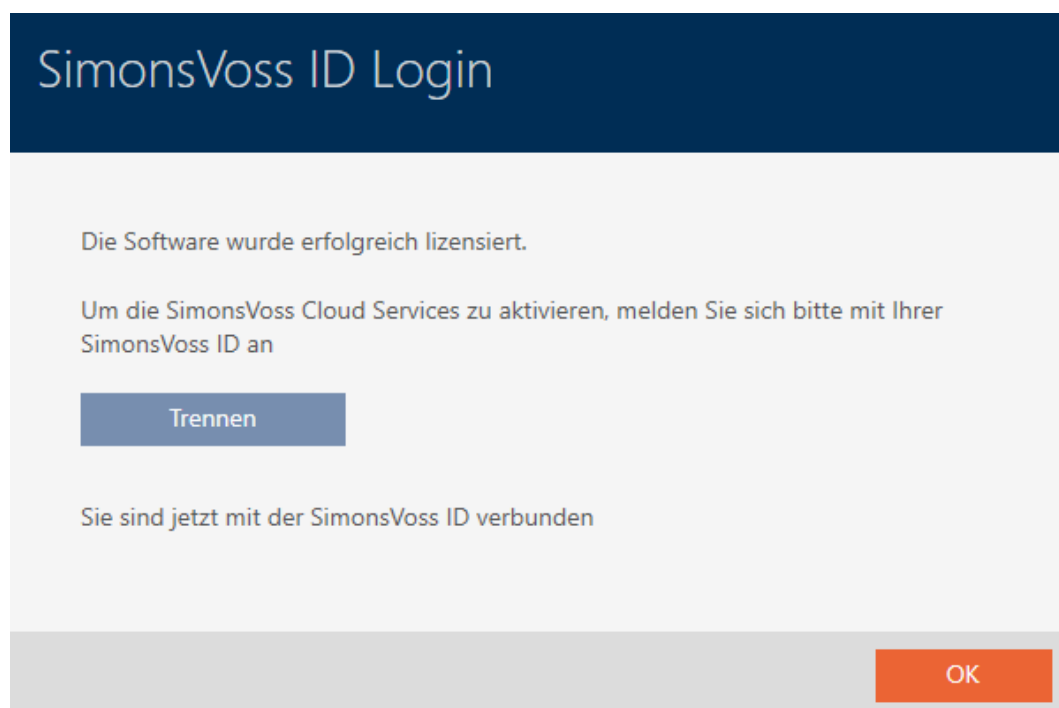 SimonsVoss ID Login
Die Software wurde erfolgreich lizensiert.
Um die SimonsVoss Cloud Services zu aktivieren, melden Sie sich bitte mit Ihrer
SimonsVoss ID an
Trennen
Sie sind jetzt mit der SimonsVoss ID verbunden
OK